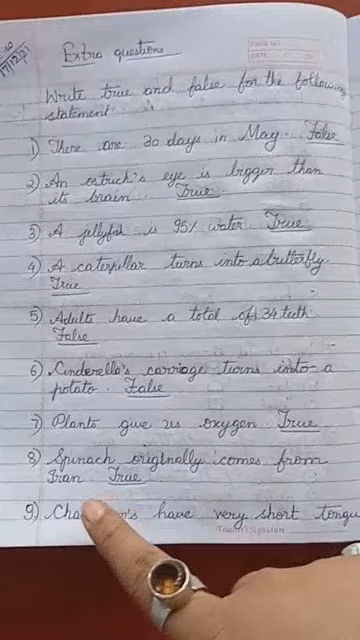 Extra questions
Write true and false for the following
statement.
1) There are 30 days in May. False
2) An ostrich's eye is bigger than
its brain. True.
3) A jellyfish is 95% water True
4) A caterpillar turns into a butterfly.
True
5) Adults have a total of 34 teeth.
False
6) Cinderella's carriage turns into a
potato. False
7) Plants give us oxygen True
8) Spinach originally comes from
Iran. True.
9) Cha n's have very short tongu